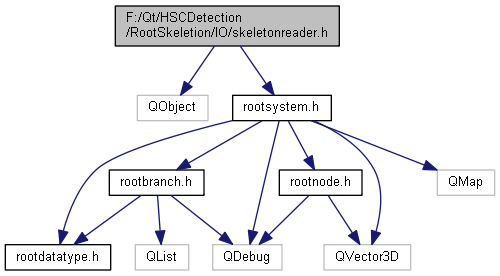 F:/Qt/HSCDetection
/RootSkeletion/IO/skeletonreader.h
QObject
rootsystem.h
rootbranch.h
rootnode.h
QMap
rootdatatype.h
QList
QDebug
QVector3D